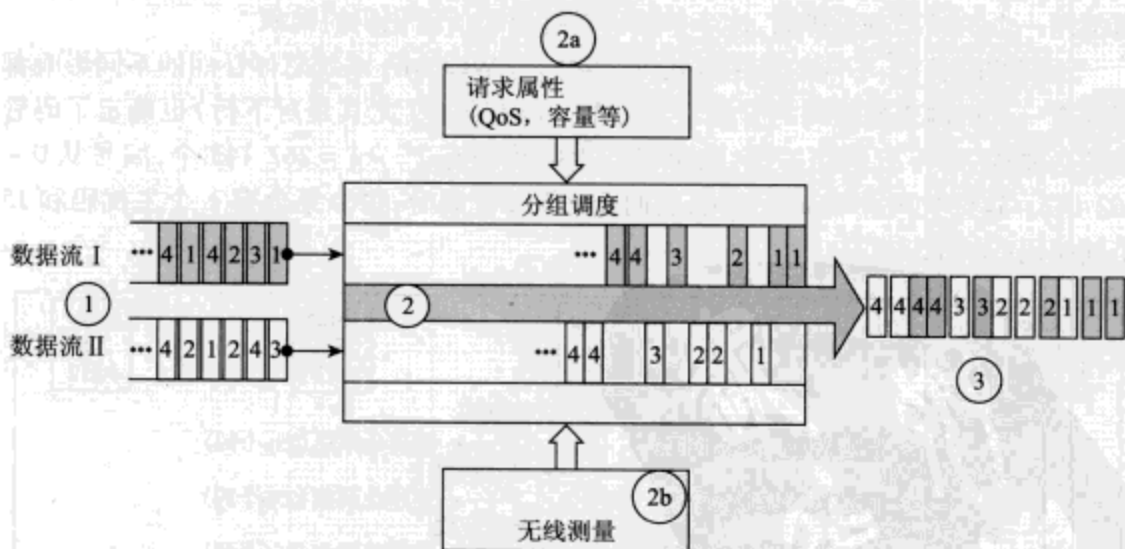 2a
请求属性
(QoS，容量等)
分组调度
数据流 I
··· 4 1 4 2 3 1
··· 4 4 3 2 1 1
1
2
4 4 4 4 3 3 2 2 2 1 1 1
数据流 II
··· 4 2 1 2 4 3
··· 4 4 3 2 2 1
3
2b
无线测量